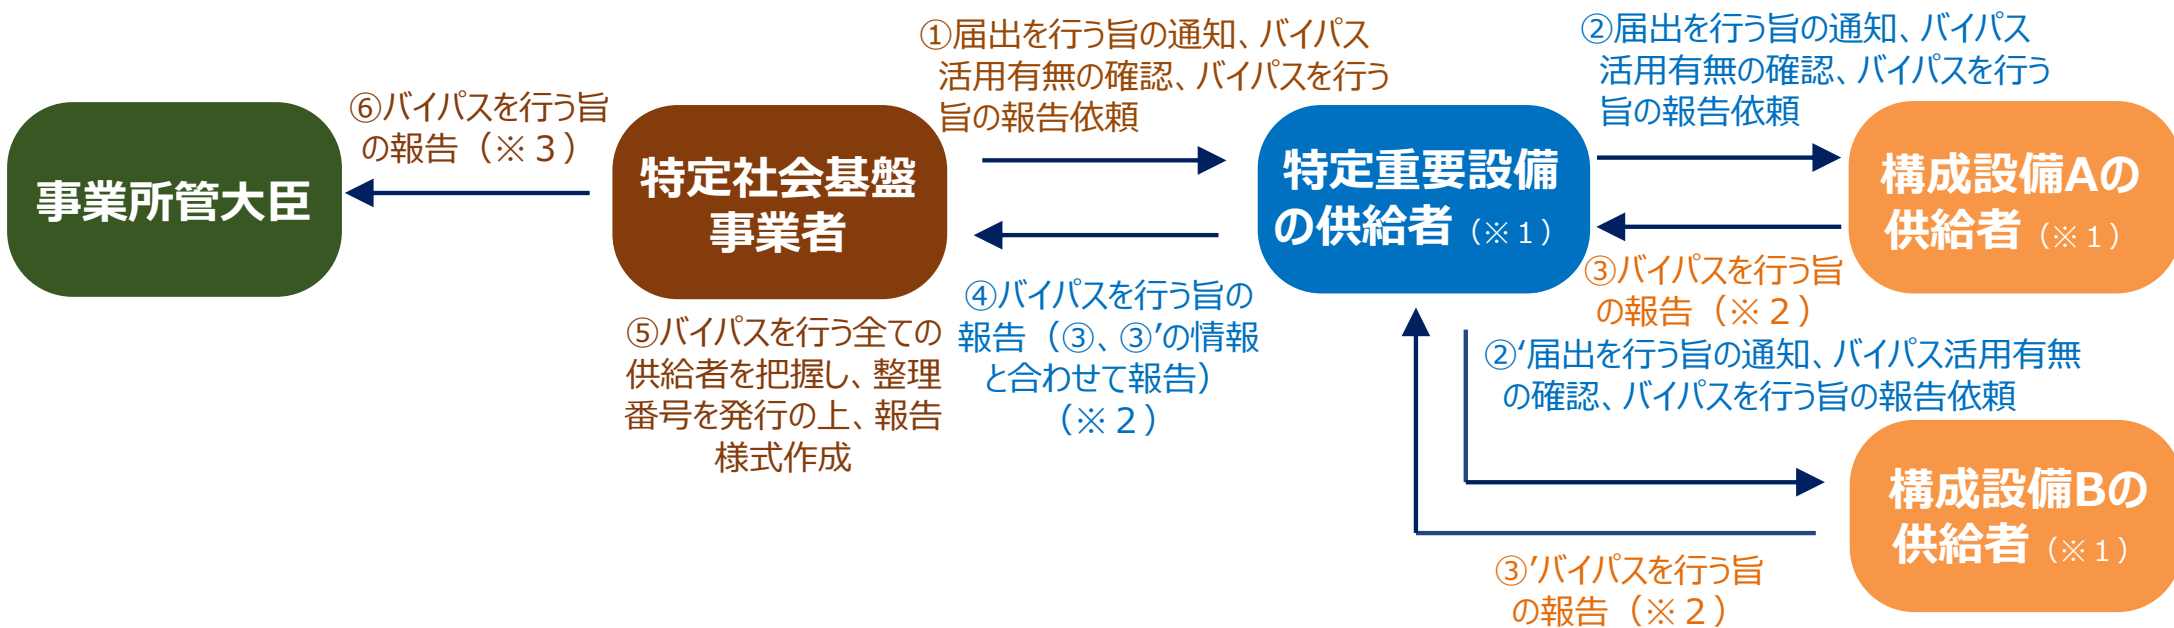 事業所管大臣
⑥バイパスを行う旨
の報告（※３）
特定社会基盤
事業者
⑤バイパスを行う全ての
供給者を把握し、整理
番号を発行の上、報告
様式作成
①届出を行う旨の通知、バイパス
活用有無の確認、バイパスを行う
旨の報告依頼
④バイパスを行う旨の
報告（③、③’の情報
と合わせて報告）
（※２）
特定重要設備
の供給者（※１）
②届出を行う旨の通知、バイパス
活用有無の確認、バイパスを行う
旨の報告依頼
③バイパスを行う旨
の報告（※２）
構成設備Aの
供給者（※１）
②‘届出を行う旨の通知、バイパス活用有無
の確認、バイパスを行う旨の報告依頼
③’バイパスを行う旨
の報告（※２）
構成設備Bの
供給者（※１）